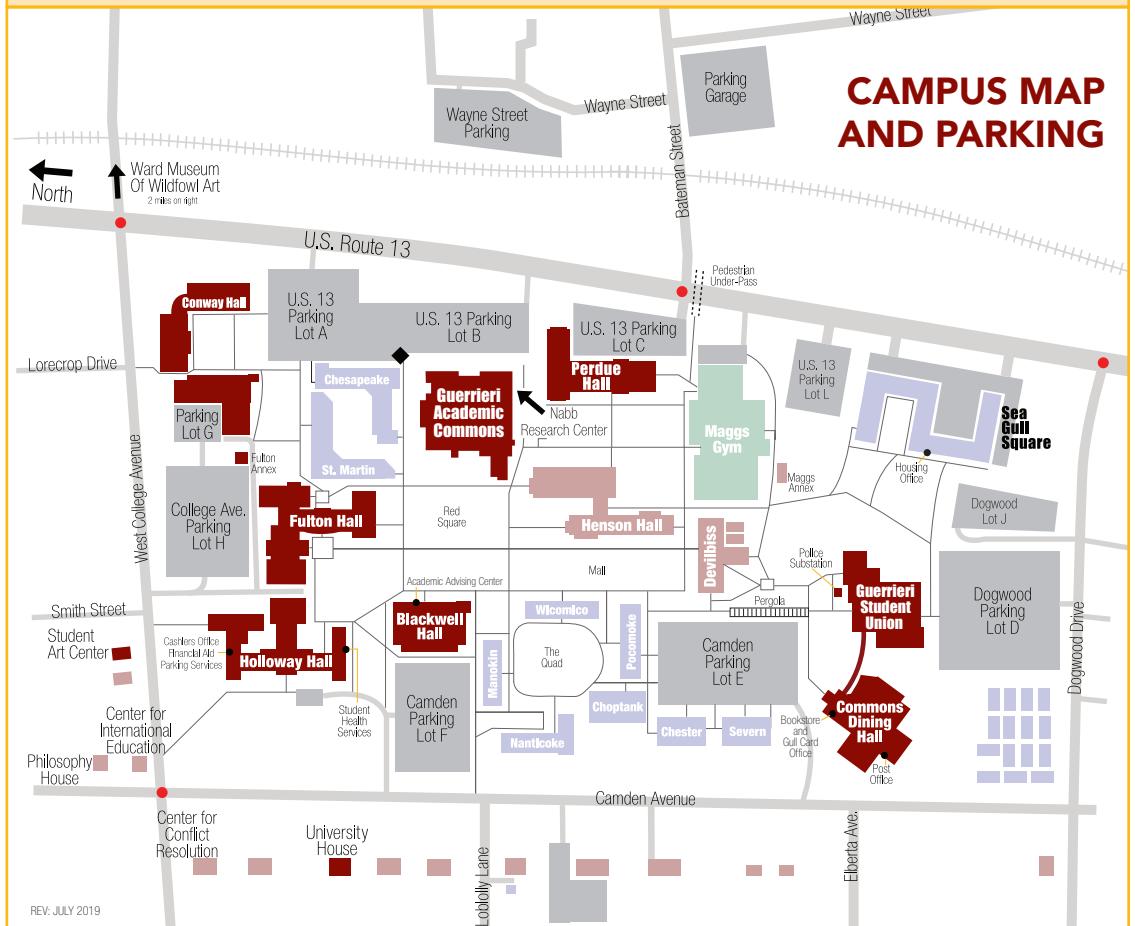 Wayne Street
CAMPUS MAP
AND PARKING
Parking
Garage
Wayne Street
Wayne Street
Parking
Bateman Street
North
Ward Museum
Of Wildfowl Art
2 miles on right
U.S. Route 13
Pedestrian
Under-Pass
Conway Hall
U.S. 13
Parking
Lot A
U.S. 13 Parking
Lot B
U.S. 13 Parking
Lot C
Lorecrop Drive
Chesapeake
Guerrieri
Academic
Commons
Perdue
Hall
Nabb
Research Center
U.S. 13
Parking
Lot L
Sea
Gull
Square
Parking
Lot G
Maggs
Gym
Fulton
Annex
St. Martin
Housing
Office
Maggs
Annex
West College Avenue
College Ave.
Parking
Lot H
Fulton Hall
Red
Square
Henson Hall
Dogwood
Lot J
Devilbiss
Mall
Police
Substation
Academic Advising Center
Guerrieri
Student
Union
Dogwood
Parking
Lot D
Dogwood Drive
Smith Street
Student
Art Center
Cashiers Office
Financial Aid
Parking Services
Holloway Hall
Blackwell
Hall
Wicomico
Pergola
Manokin
The
Quad
Pocomoke
Camden
Parking
Lot E
Camden
Parking
Lot F
Student
Health
Services
Choptank
Nanticoke
Chester
Severn
Bookstore
and
Gull Card
Office
Commons
Dining
Hall
Post
Office
Center for
International
Education
Philosophy
House
Camden Avenue
Center for
Conflict
Resolution
University
House
Loblolly Lane
Elberta Ave.
REV: JULY 2019